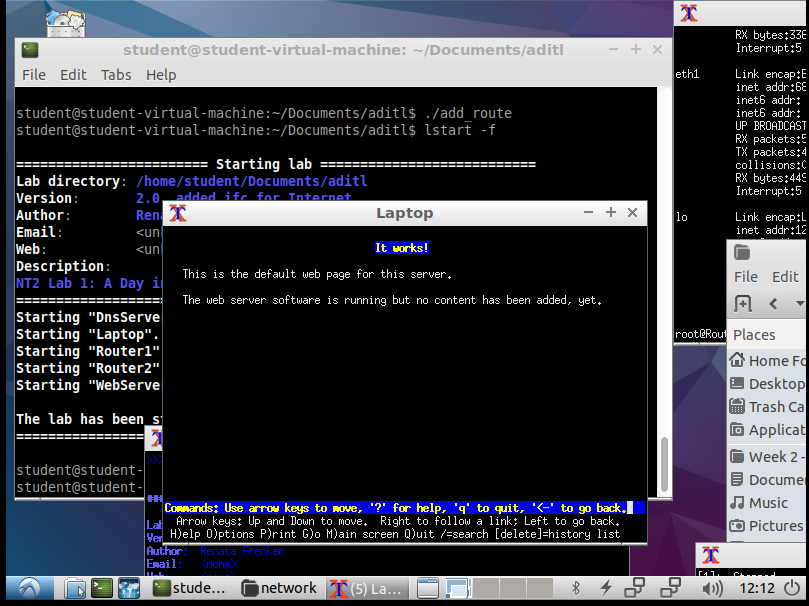 student@student-virtual-machine: ~/Documents/aditl
File Edit Tabs Help
student@student-virtual-machine:~/Documents/aditl$ ./add_route
student@student-virtual-machine:~/Documents/aditl$ lstart -f
======================== Starting lab ===========================
Lab directory: /home/student/Documents/aditl
Version: 2.0 added ifc for Internet
Author: Rena
Email: <un
Web: <un
Description:
NT2 Lab 1: A Day i
Starting "DnsServe
Starting "Laptop".
Starting "Router1"
Starting "Router2"
Starting "WebServe
The lab has been s
student@student-
student@student-
Laptop
It works!
This is the default web page for this server.
The web server software is running but no content has been added, yet.
Commands: Use arrow keys to move, '?' for help, 'q' to quit, '<-' to go back.
Arrow keys: Up and Down to move. Right to follow a link; Left to go back.
H)elp O)ptions P)rint G)o M)ain screen Q)uit /=search [delete]=history list
>>
Lab
Ver
Author: Renata Frenken
Email: <none>
RX bytes:336
Interrupt:5
eth1 Link encap:E
inet addr:68
inet6 addr:
inet6 addr:
UP BROADCAST
RX packets:5
TX packets:4
collisions:0
RX bytes:449
Interrupt:5
lo Link encap:L
inet addr:12
root@Rou
File Edit
Places
Home Fo
Desktop
Trash Ca
Applicat
Week 2 -
Documen
Music
Pictures
[1]: Stopped
stude...
network
(5) La...
12:12